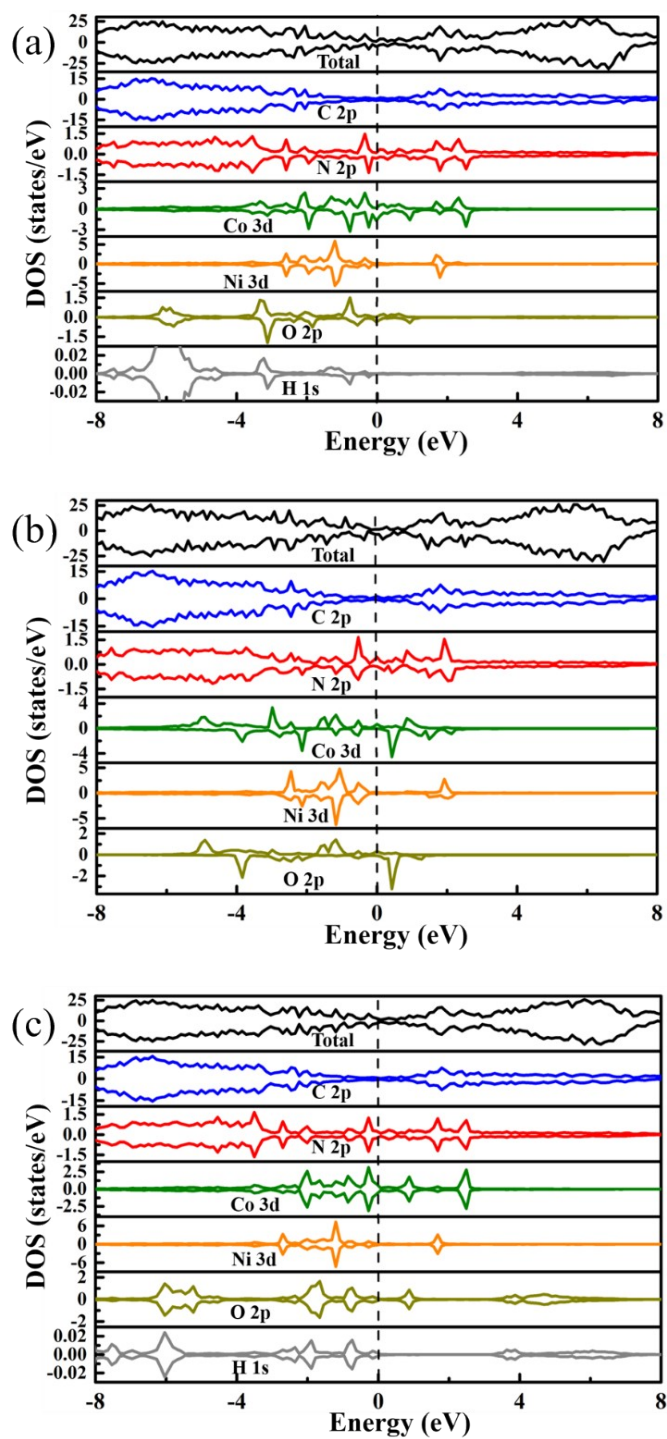 (a)
DOS (states/eV)
25
0
-25
Total
15
0
-15
C 2p
1.5
0.0
-1.5
N 2p
3
0
-3
Co 3d
5
0
-5
Ni 3d
1.5
0.0
-1.5
O 2p
0.02
0.00
-0.02
H 1s
-8 -4 0 4 8
Energy (eV)
(b)
DOS (states/eV)
25
0
-25
Total
15
0
-15
C 2p
1.5
0.0
-1.5
N 2p
4
0
-4
Co 3d
5
0
-5
Ni 3d
2
0
-2
O 2p
-8 -4 0 4 8
Energy (eV)
(c)
DOS (states/eV)
25
0
-25
Total
15
0
-15
C 2p
1.5
0.0
-1.5
N 2p
2.5
0.0
-2.5
Co 3d
6
0
-6
Ni 3d
2
0
-2
O 2p
0.02
0.00
-0.02
H 1s
-8 -4 0 4 8
Energy (eV)